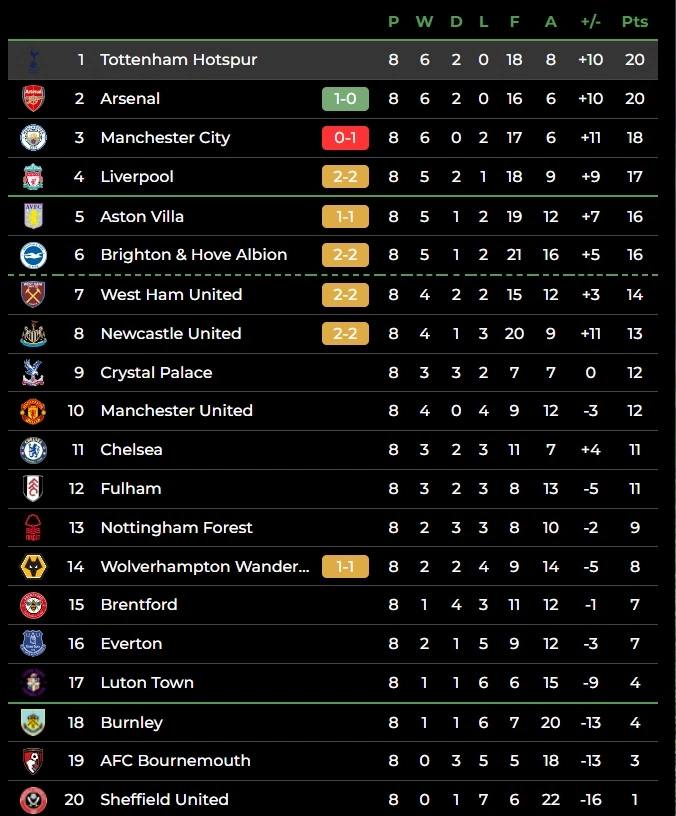 P W D L F A +/- Pts
1 Tottenham Hotspur 8 6 2 0 18 8 +10 20
2 Arsenal 1-0 8 6 2 0 16 6 +10 20
3 Manchester City 0-1 8 6 0 2 17 6 +11 18
4 Liverpool 2-2 8 5 2 1 18 9 +9 17
5 Aston Villa 1-1 8 5 1 2 19 12 +7 16
6 Brighton & Hove Albion 2-2 8 5 1 2 21 16 +5 16
7 West Ham United 2-2 8 4 2 2 15 12 +3 14
8 Newcastle United 2-2 8 4 1 3 20 9 +11 13
9 Crystal Palace 8 3 3 2 7 7 0 12
10 Manchester United 8 4 0 4 9 12 -3 12
11 Chelsea 8 3 2 3 11 7 +4 11
12 Fulham 8 3 2 3 8 13 -5 11
13 Nottingham Forest 8 2 3 3 8 10 -2 9
14 Wolverhampton Wander... 1-1 8 2 2 4 9 14 -5 8
15 Brentford 8 1 4 3 11 12 -1 7
16 Everton 8 2 1 5 9 12 -3 7
17 Luton Town 8 1 1 6 6 15 -9 4
18 Burnley 8 1 1 6 7 20 -13 4
19 AFC Bournemouth 8 0 3 5 5 18 -13 3
20 Sheffield United 8 0 1 7 6 22 -16 1